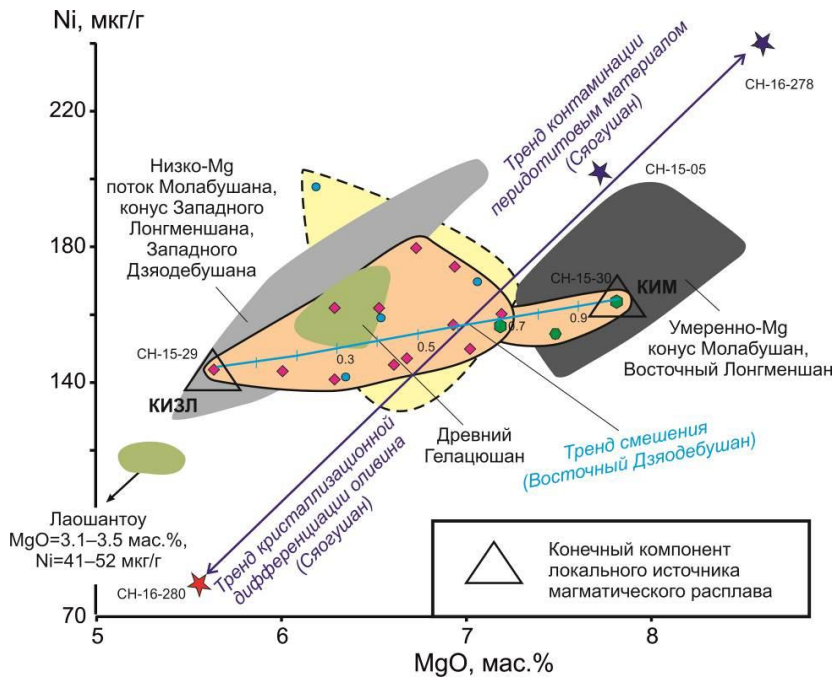 Ni, мкг/г
220
180
140
70
5
6
7
8
MgO, мас.%
CH-16-278
CH-15-05
CH-15-30
КИМ
CH-15-29
КИЗЛ
CH-16-280
0.3
0.5
0.7
0.9
Тренд контаминации
перидотитовым материалом
(Сяогушан)
Низко-Mg
поток Молабушана,
конус Западного
Лонгменшана,
Западного
Дзяодебушана
Умеренно-Mg
конус Молабушан,
Восточный Лонгменшан
Древний
Гелацюшан
Тренд смешения
(Восточный Дзяодебушан)
Тренд кристаллизационной
дифференциации оливина
(Сяогушан)
Лаошантоу
MgO=3.1–3.5 мас.%,
Ni=41–52 мкг/г
Конечный компонент
локального источника
магматического расплава